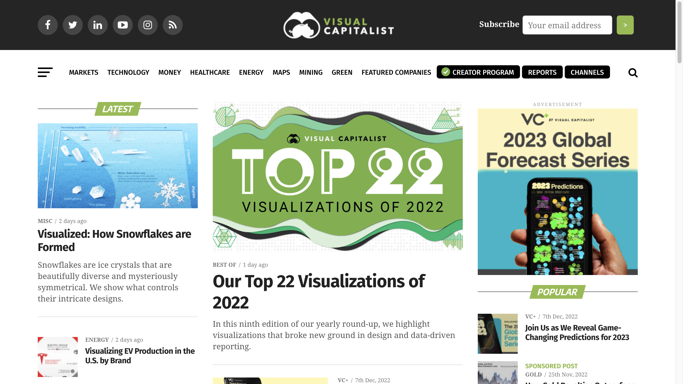 VISUAL
CAPITALIST
Subscribe
Your email address
>
MARKETS TECHNOLOGY MONEY HEALTHCARE ENERGY MAPS MINING GREEN FEATURED COMPANIES CREATOR PROGRAM REPORTS CHANNELS
LATEST
MISC / 2 days ago
Visualized: How Snowflakes are
Formed
Snowflakes are ice crystals that are
beautifully diverse and mysteriously
symmetrical. We show what controls
their intricate designs.
ENERGY / 2 days ago
Visualizing EV Production in the
U.S. by Brand
VISUAL CAPITALIST
TOP 22
VISUALIZATIONS OF 2022
BEST OF / 1 day ago
Our Top 22 Visualizations of
2022
In this ninth edition of our yearly round-up, we highlight
visualizations that broke new ground in design and data-driven
reporting.
VC+ / 7th Dec, 2022
ADVERTISEMENT
VC+ BY VISUAL CAPITALIST
2023 Global
Forecast Series
2023 Predictions
POPULAR
VC+ / 7th Dec, 2022
Join Us as We Reveal Game-
Changing Predictions for 2023
SPONSORED POST
GOLD / 25th Nov, 2022